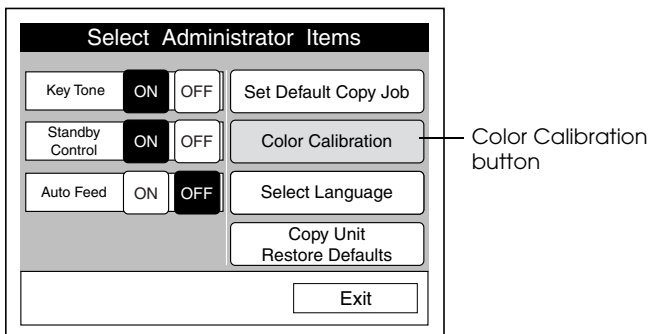 Select Administrator Items
Key Tone ON OFF
Set Default Copy Job
Standby
Control
ON OFF
Color Calibration
Color Calibration
button
Auto Feed ON OFF
Select Language
Copy Unit
Restore Defaults
Exit